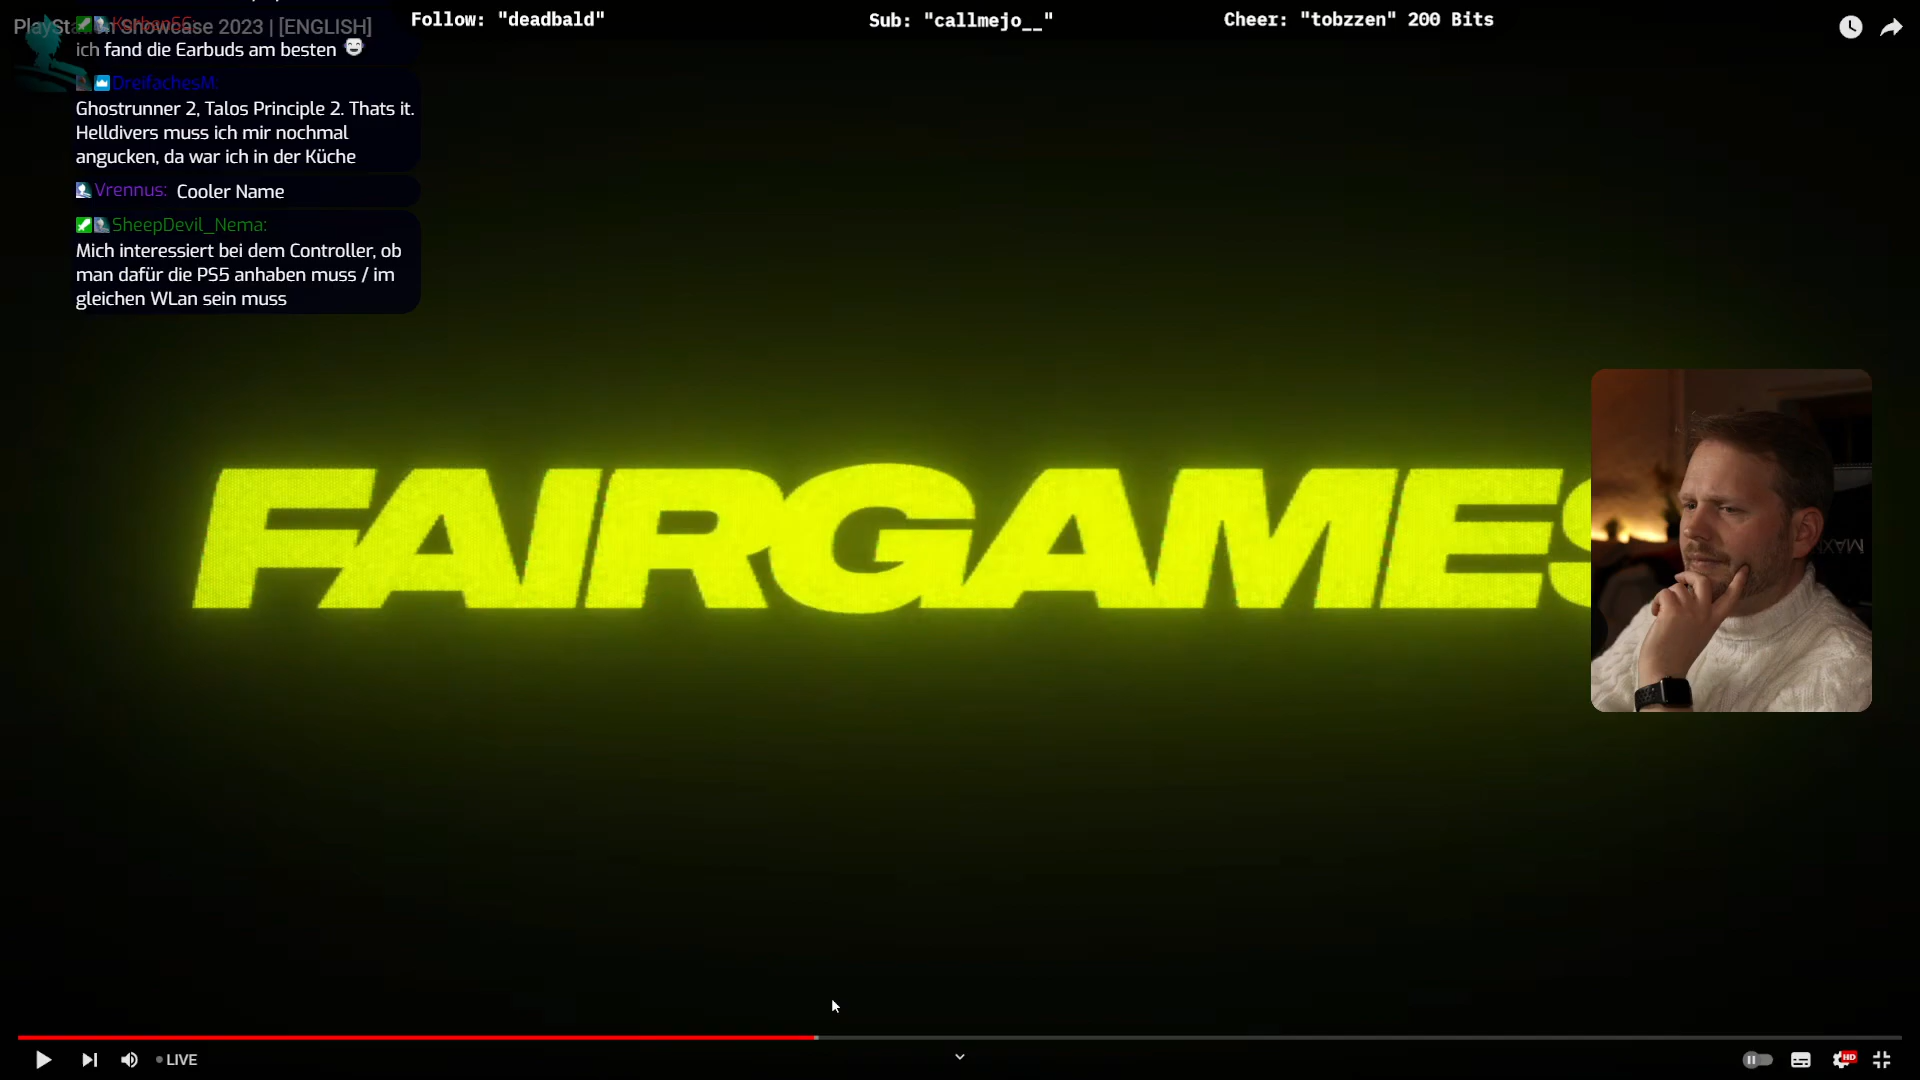 PlayStation Showcase 2023 | [ENGLISH]
Follow: "deadbald"
Sub: "callmejo__"
Cheer: "tobzzen" 200 Bits
ich fand die Earbuds am besten
DreifachesM:
Ghostrunner 2, Talos Principle 2. Thats it.
Helldivers muss ich mir nochmal
angucken, da war ich in der Küche
Vrennus: Cooler Name
SheepDevil_Nema:
Mich interessiert bei dem Controller, ob
man dafür die PS5 anhaben muss / im
gleichen WLan sein muss
FAIRGAMES
LIVE
HD